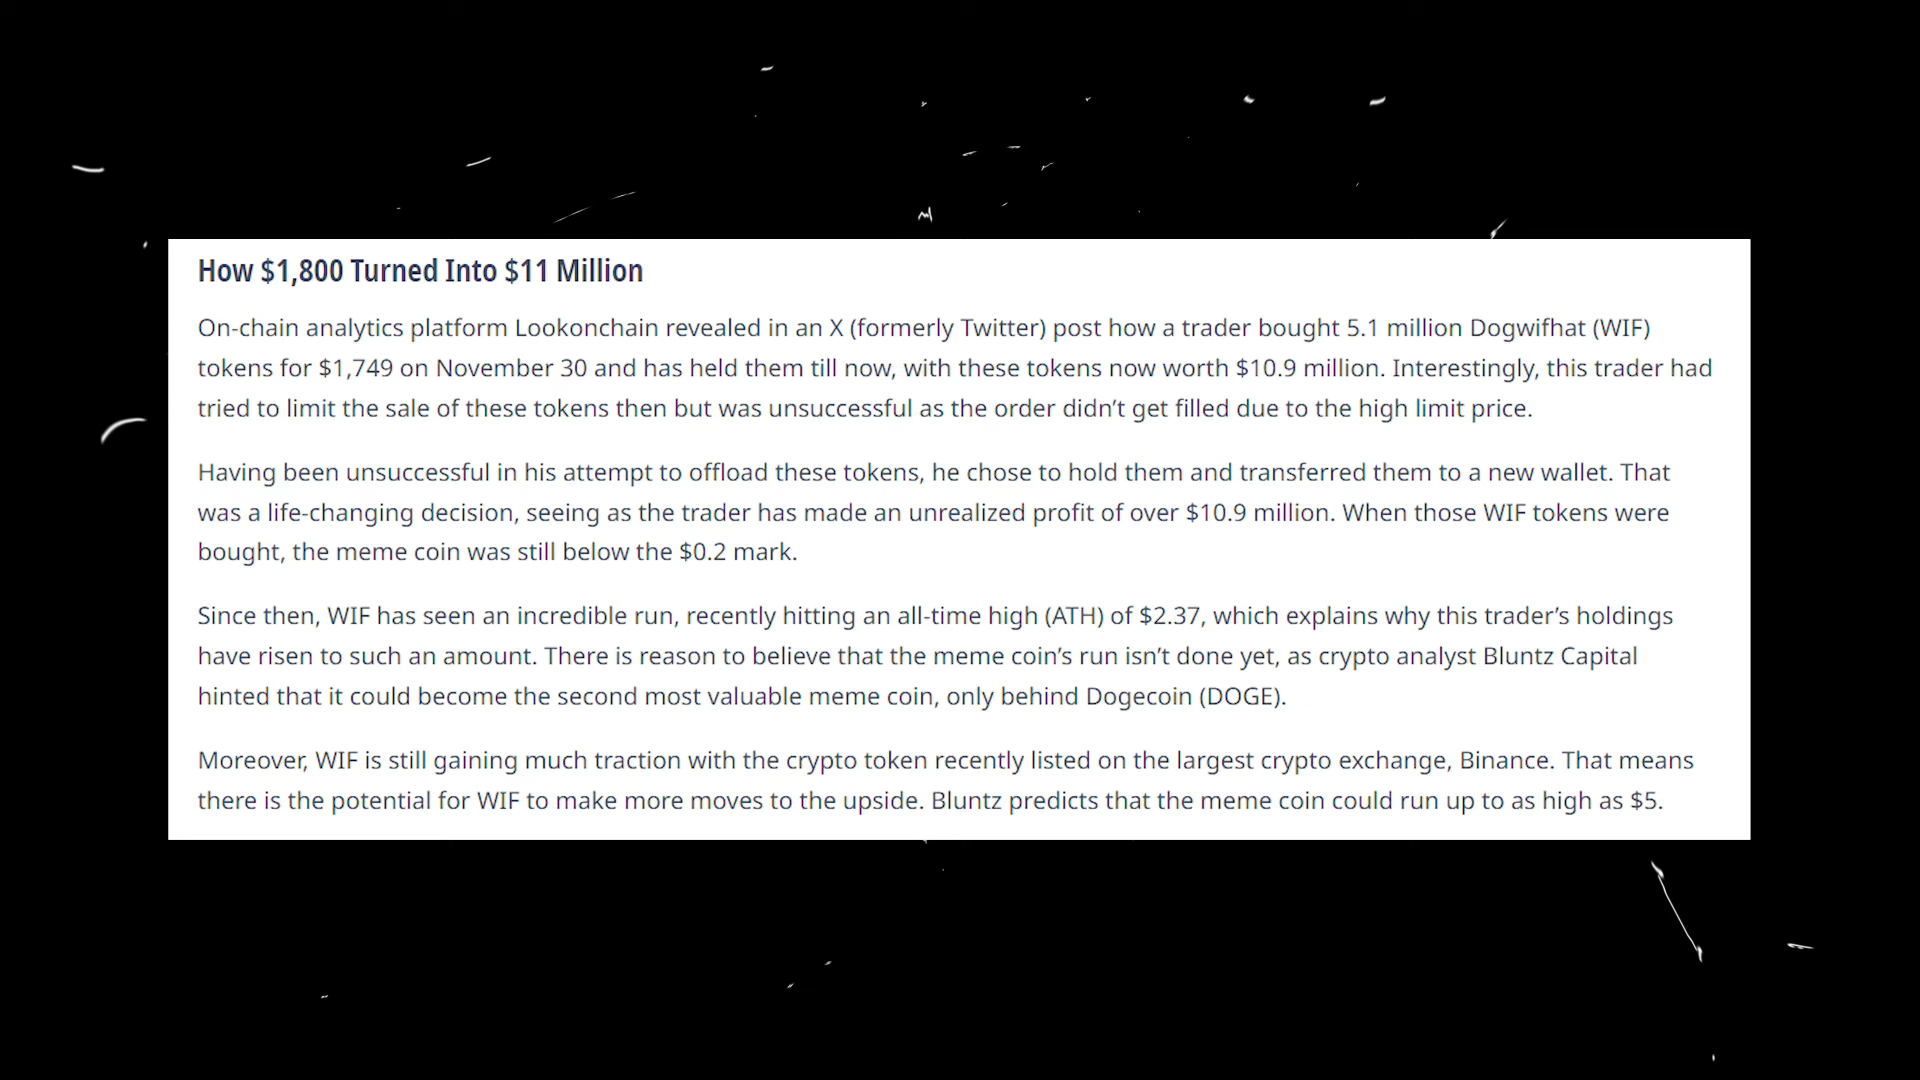 How $1,800 Turned Into $11 Million
On-chain analytics platform Lookonchain revealed in an X (formerly Twitter) post how a trader bought 5.1 million Dogwifhat (WIF)
tokens for $1,749 on November 30 and has held them till now, with these tokens now worth $10.9 million. Interestingly, this trader had
tried to limit the sale of these tokens then but was unsuccessful as the order didn’t get filled due to the high limit price.
Having been unsuccessful in his attempt to offload these tokens, he chose to hold them and transferred them to a new wallet. That
was a life-changing decision, seeing as the trader has made an unrealized profit of over $10.9 million. When those WIF tokens were
bought, the meme coin was still below the $0.2 mark.
Since then, WIF has seen an incredible run, recently hitting an all-time high (ATH) of $2.37, which explains why this trader’s holdings
have risen to such an amount. There is reason to believe that the meme coin’s run isn’t done yet, as crypto analyst Bluntz Capital
hinted that it could become the second most valuable meme coin, only behind Dogecoin (DOGE).
Moreover, WIF is still gaining much traction with the crypto token recently listed on the largest crypto exchange, Binance. That means
there is the potential for WIF to make more moves to the upside. Bluntz predicts that the meme coin could run up to as high as $5.